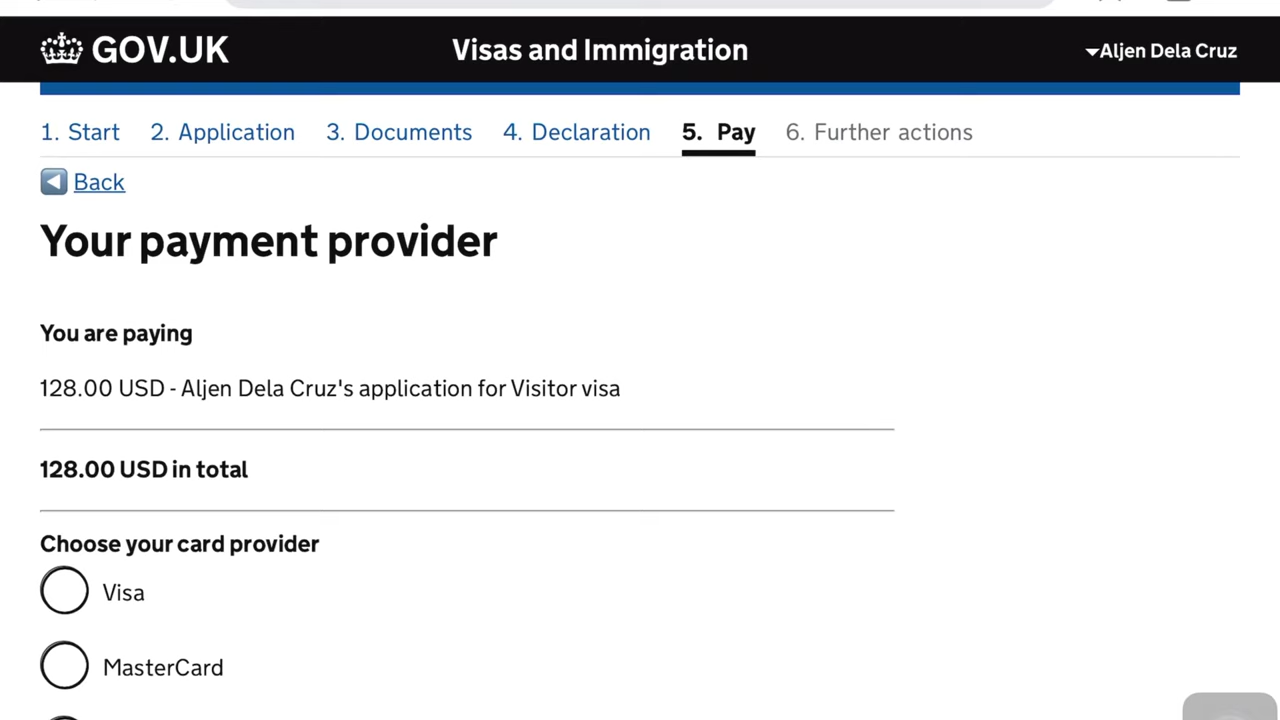 GOV.UK
Visas and Immigration
Aljen Dela Cruz
1. Start 2. Application 3. Documents 4. Declaration 5. Pay 6. Further actions
Back
Your payment provider
You are paying
128.00 USD - Aljen Dela Cruz's application for Visitor visa
128.00 USD in total
Choose your card provider
Visa
MasterCard